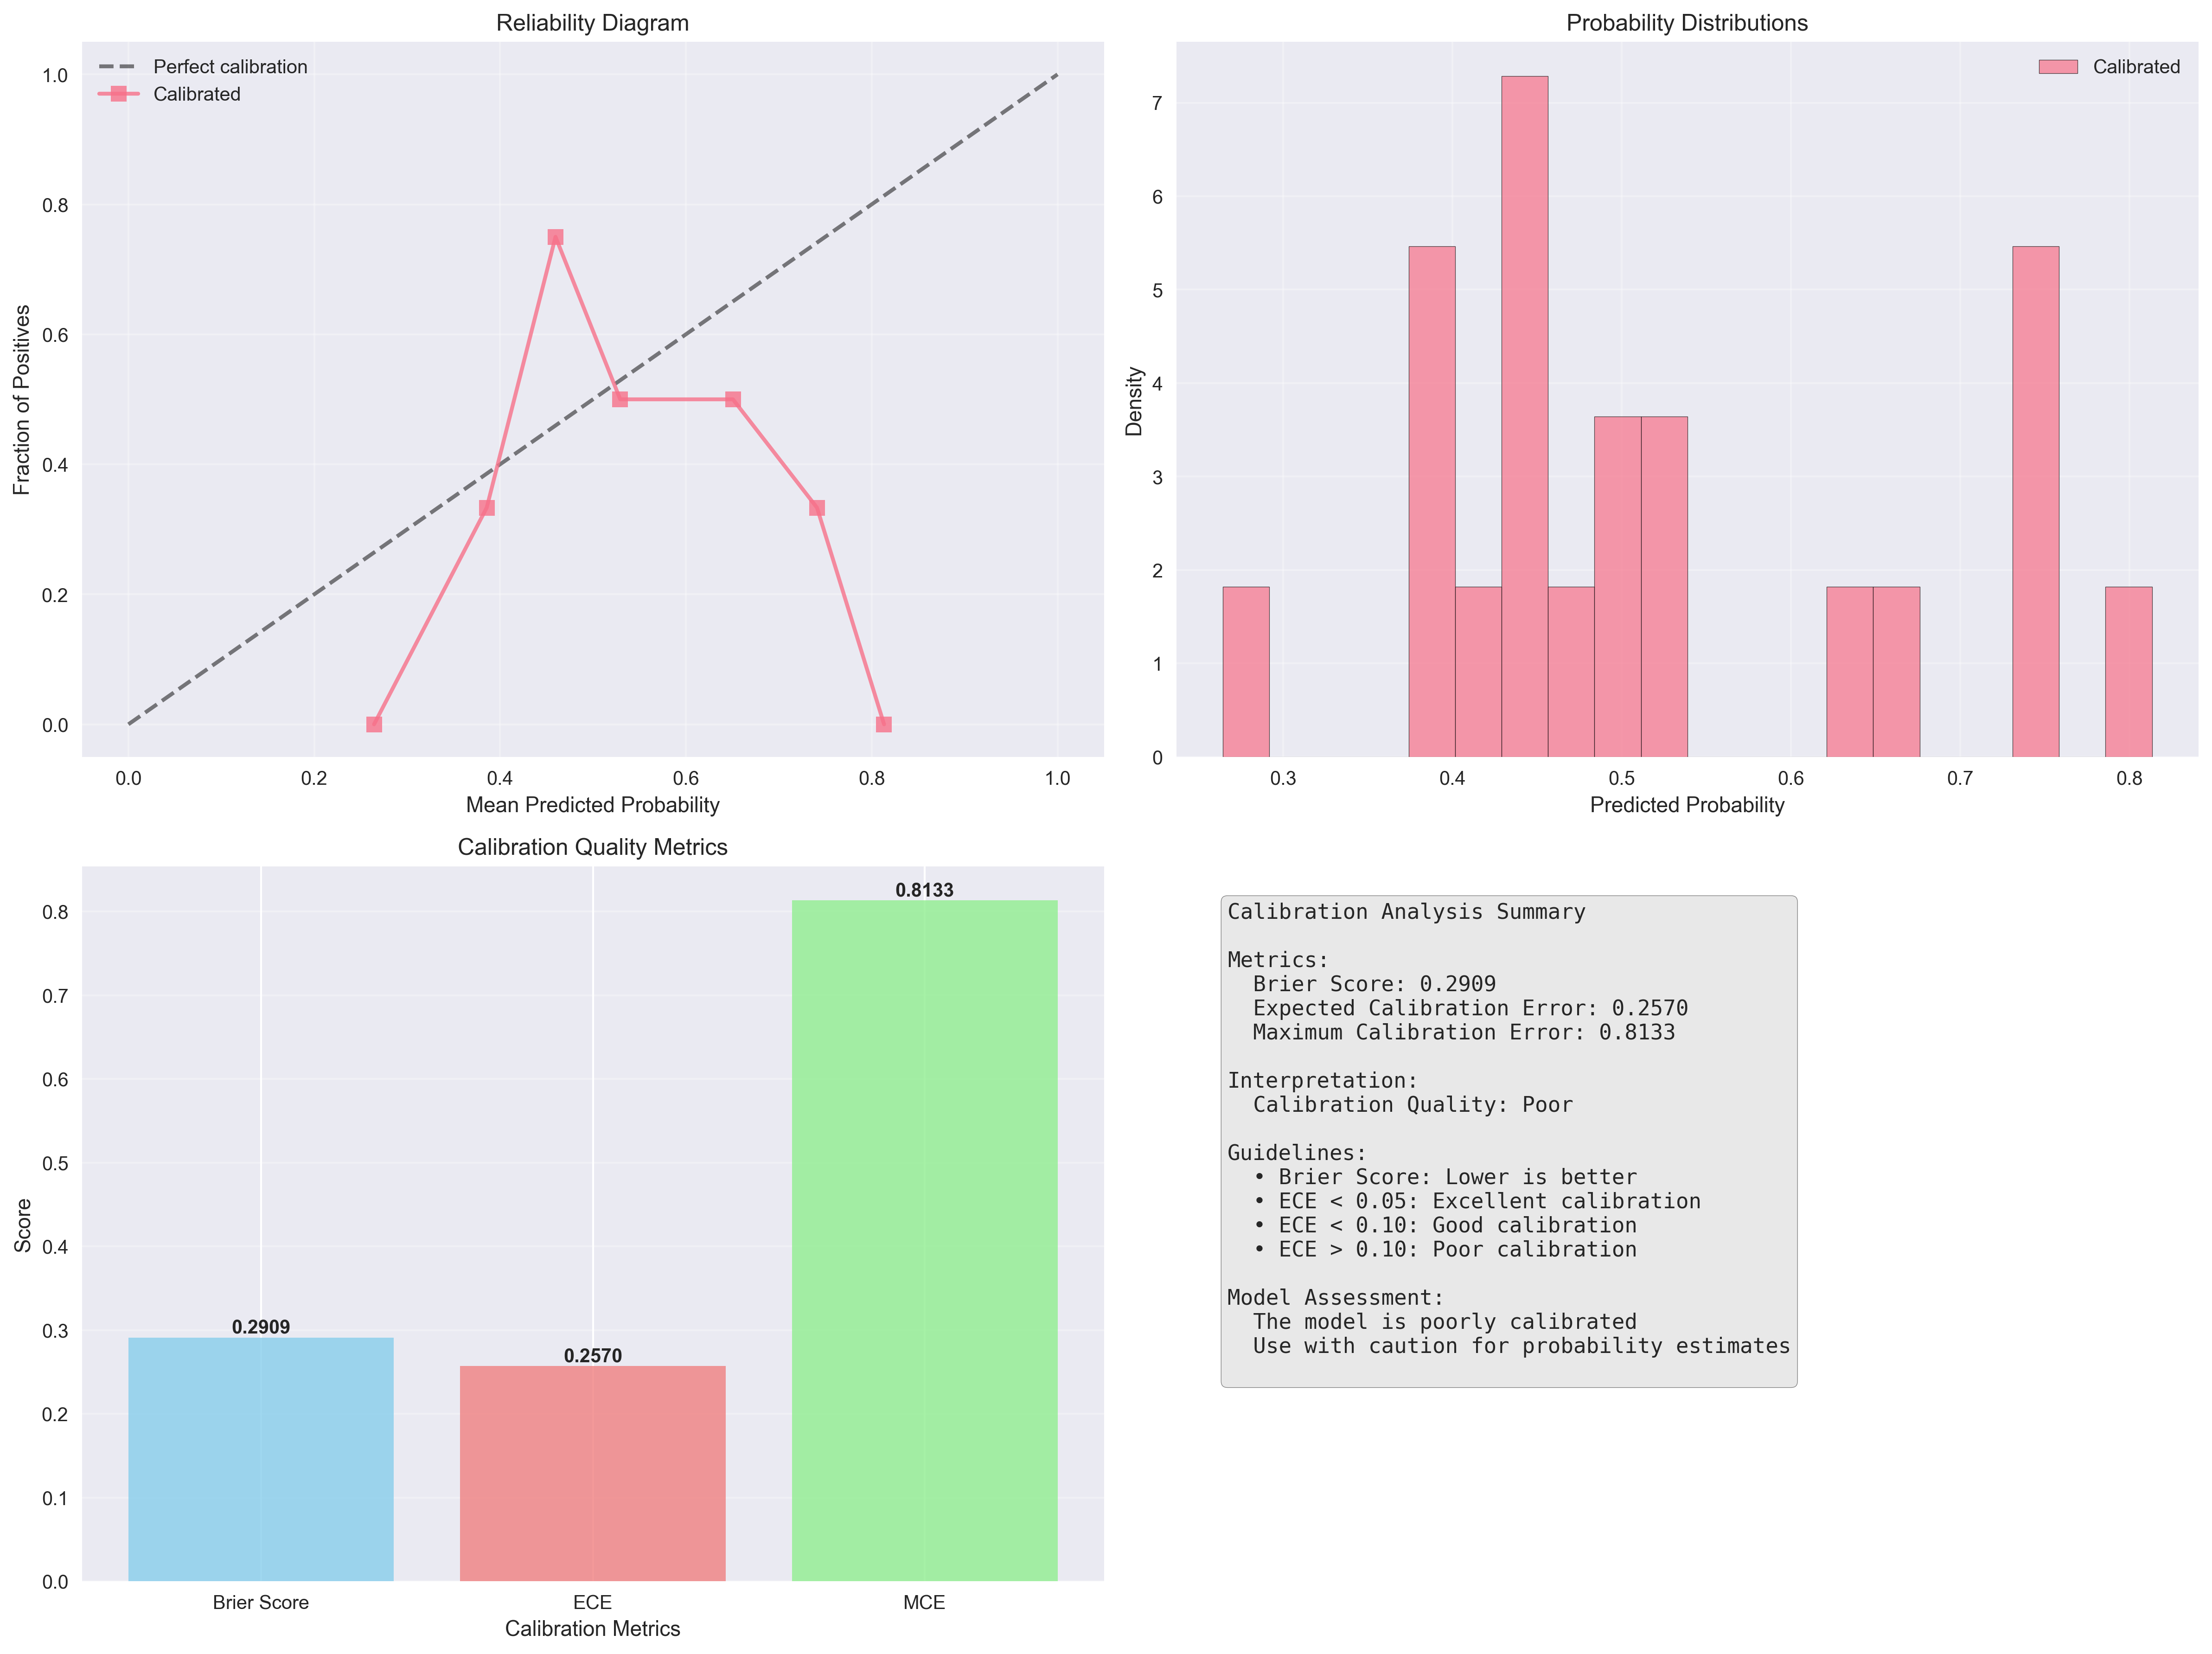 Reliability Diagram
Perfect calibration
Calibrated
1.0
0.8
0.6
0.4
0.2
0.0
Fraction of Positives
0.0 0.2 0.4 0.6 0.8 1.0
Mean Predicted Probability
Probability Distributions
Calibrated
7
6
5
4
3
2
1
0
Density
0.3 0.4 0.5 0.6 0.7 0.8
Predicted Probability
Calibration Quality Metrics
0.8
0.7
0.6
0.5
0.4
0.3
0.2
0.1
0.0
Score
0.2909
0.2570
0.8133
Brier Score ECE MCE
Calibration Metrics
Calibration Analysis Summary
Metrics:
Brier Score: 0.2909
Expected Calibration Error: 0.2570
Maximum Calibration Error: 0.8133
Interpretation:
Calibration Quality: Poor
Guidelines:
• Brier Score: Lower is better
• ECE < 0.05: Excellent calibration
• ECE < 0.10: Good calibration
• ECE > 0.10: Poor calibration
Model Assessment:
The model is poorly calibrated
Use with caution for probability estimates